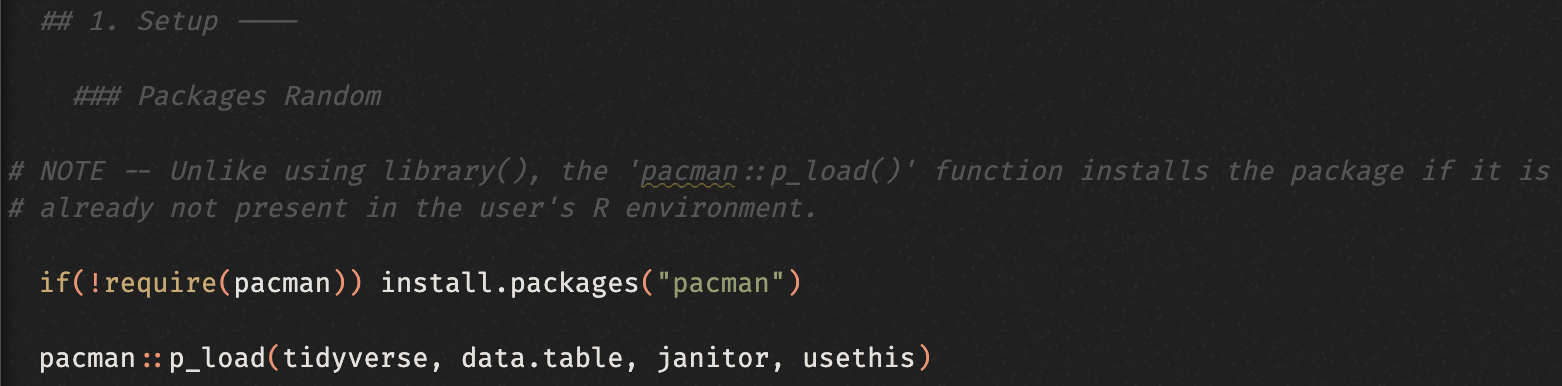 ## 1. Setup ----
### Packages Random
# NOTE -- Unlike using library(), the 'pacman::p_load()' function installs the package if it is
# already not present in the user's R environment.
if(!require(pacman)) install.packages("pacman")
pacman::p_load(tidyverse, data.table, janitor, usethis)